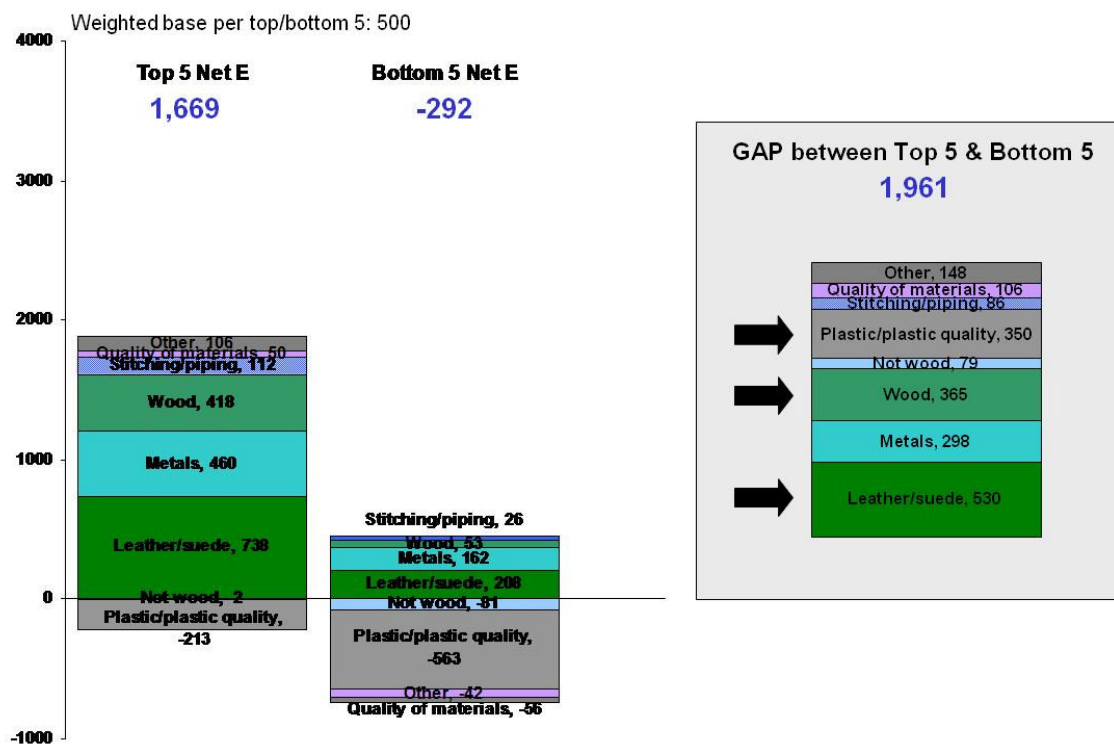 Weighted base per top/bottom 5: 500
4000
3000
2000
1000
0
-1000
Top 5 Net E
1,669
Bottom 5 Net E
-292
Other, 106
Quality of materials, 50
Stitching/piping, 112
Wood, 418
Metals, 460
Leather/suede, 738
Not wood, 2
Plastic/plastic quality,
-213
Stitching/piping, 26
Wood, 53
Metals, 162
Leather/suede, 208
Not wood, -81
Plastic/plastic quality,
-563
Other, -42
Quality of materials, -56
GAP between Top 5 & Bottom 5
1,961
Other, 148
Quality of materials, 106
Stitching/piping, 86
Plastic/plastic quality, 350
Not wood, 79
Wood, 365
Metals, 298
Leather/suede, 530